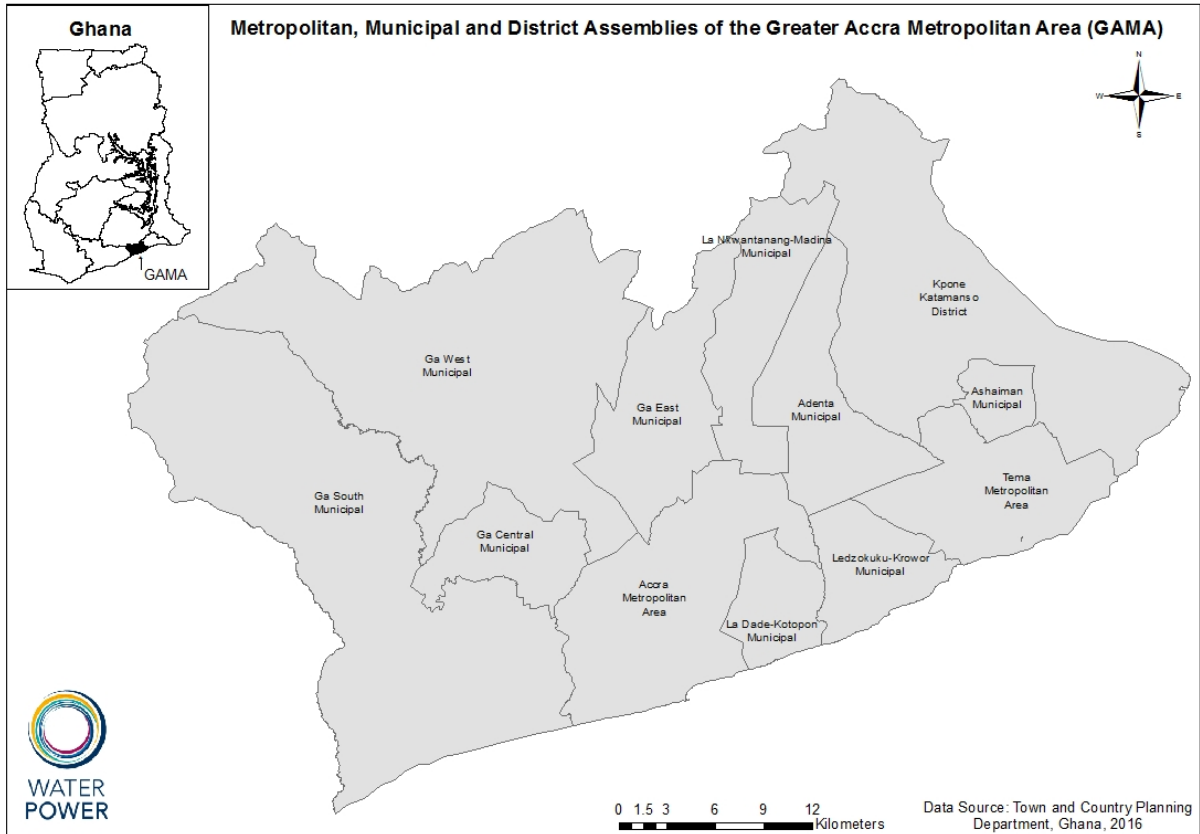 Ghana
GAMA
Metropolitan, Municipal and District Assemblies of the Greater Accra Metropolitan Area (GAMA)
N
W
E
S
La Nkwantanang-Madina
Municipal
Kpone
Katamanso
District
Ga West
Municipal
Ga East
Municipal
Adenta
Municipal
Ashaiman
Municipal
Ga South
Municipal
Tema
Metropolitan
Area
Ga Central
Municipal
Ledzokuku-Krowor
Municipal
Accra
Metropolitan
Area
La Dade-Kotopon
Municipal
WATER
POWER
0 1.5 3 6 9 12
Kilometers
Data Source: Town and Country Planning
Department, Ghana, 2016